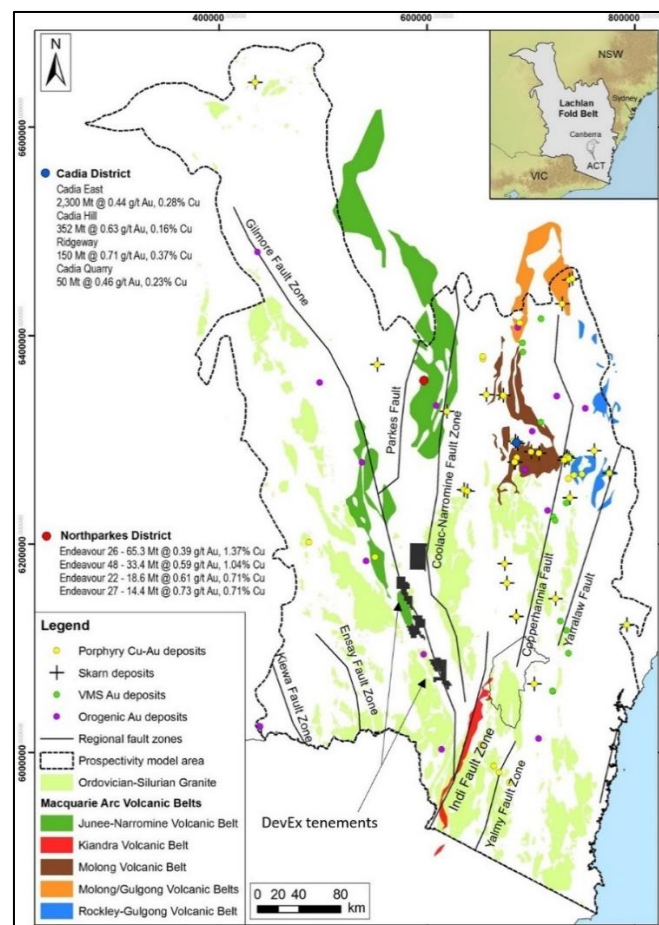 400000 600000 800000
N
NSW
Lachlan
Fold Belt
Sydney
Canberra
ACT
VIC
6600000
Cadia District
Cadia East
2,300 Mt @ 0.44 g/t Au, 0.28% Cu
Cadia Hill
352 Mt @ 0.63 g/t Au, 0.16% Cu
Ridgeway
150 Mt @ 0.71 g/t Au, 0.37% Cu
Cadia Quarry
50 Mt @ 0.46 g/t Au, 0.23% Cu
Gilmore Fault Zone
6400000
Parkes Fault
Coolac-Narromine Fault Zone
Northparkes District
Endeavour 26 - 65.3 Mt @ 0.39 g/t Au, 1.37% Cu
Endeavour 48 - 33.4 Mt @ 0.59 g/t Au, 1.04% Cu
Endeavour 22 - 18.6 Mt @ 0.61 g/t Au, 0.71% Cu
Endeavour 27 - 14.4 Mt @ 0.73 g/t Au, 0.71% Cu
6200000
Copperhannia Fault
Yarralaw Fault
Kiewa Fault Zone
Ensay Fault Zone
Indi Fault Zone
Yalmy Fault Zone
6000000
DevEx tenements
Legend
Porphyry Cu-Au deposits
Skarn deposits
VMS Au deposits
Orogenic Au deposits
Regional fault zones
Prospectivity model area
Ordovician-Silurian Granite
Macquarie Arc Volcanic Belts
Junee-Narromine Volcanic Belt
Kiandra Volcanic Belt
Molong Volcanic Belt
Molong/Gulgong Volcanic Belts
Rockley-Gulgong Volcanic Belt
0 20 40 80
km